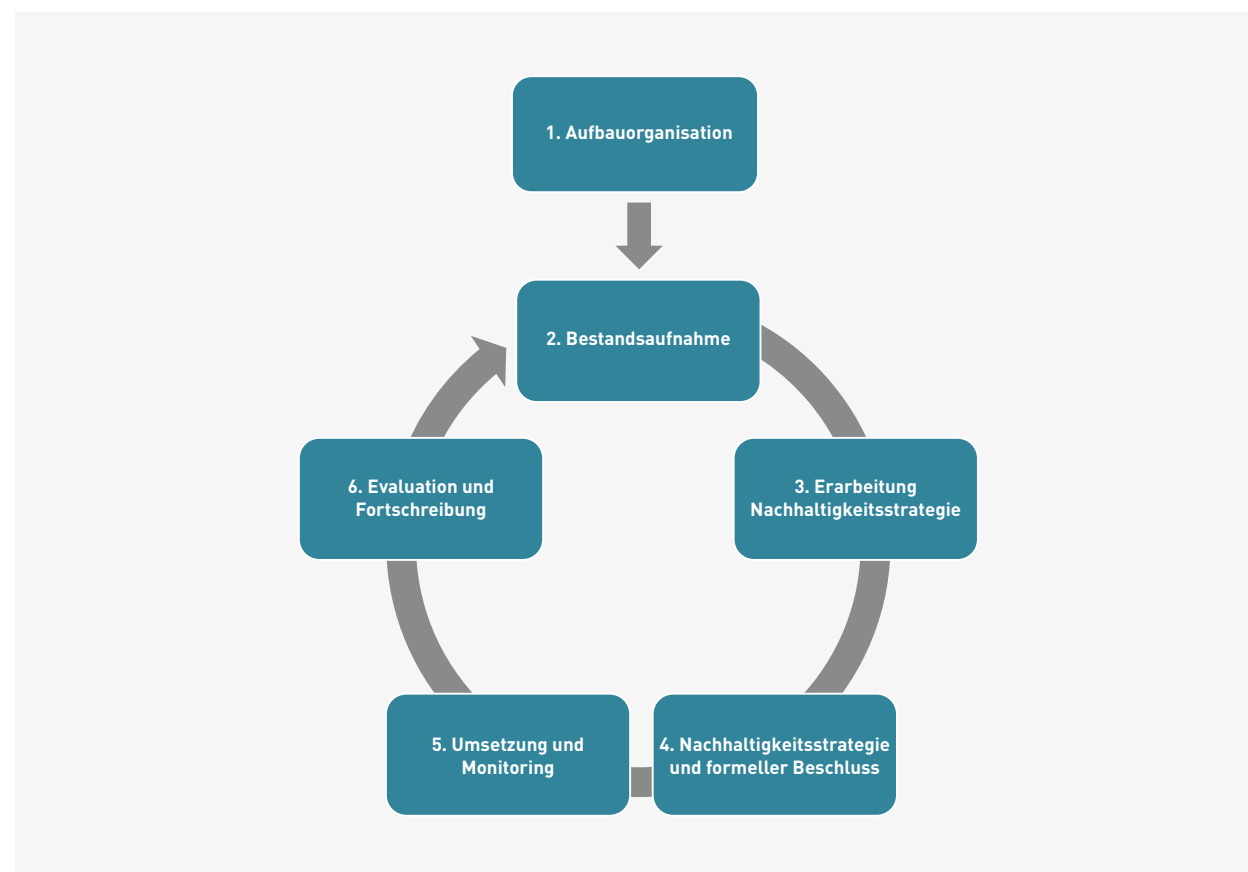 1. Aufbauorganisation
2. Bestandsaufnahme
3. Erarbeitung
Nachhaltigkeitsstrategie
4. Nachhaltigkeitsstrategie
und formeller Beschluss
5. Umsetzung und
Monitoring
6. Evaluation und
Fortschreibung